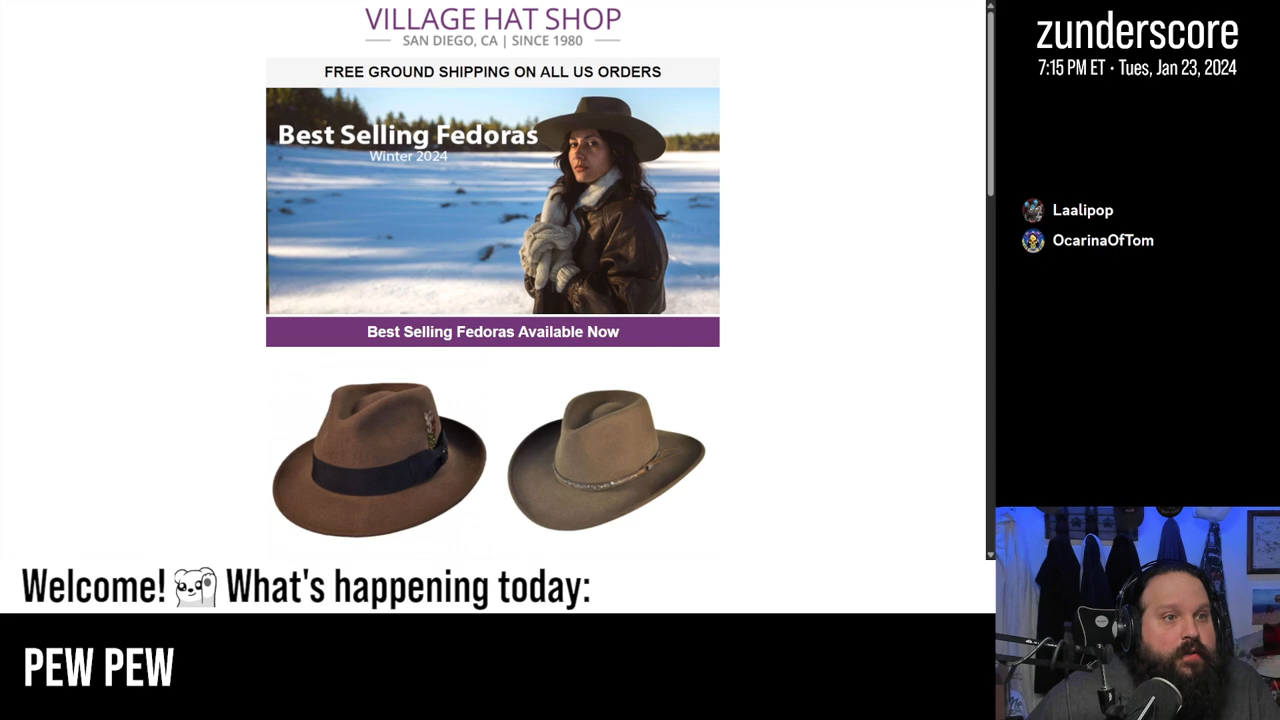 VILLAGE HAT SHOP
SAN DIEGO, CA | SINCE 1980
FREE GROUND SHIPPING ON ALL US ORDERS
Best Selling Fedoras
Winter 2024
Best Selling Fedoras Available Now
zunderscore
7:15 PM ET • Tues, Jan 23, 2024
Laalipop
OcarinaOfTom
Welcome! What's happening today:
PEW PEW